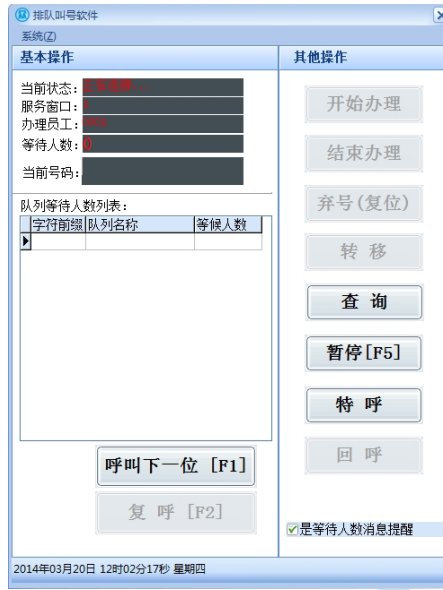 排队叫号软件
系统(Z)
基本操作
当前状态：
服务窗口：
办理员工：
等待人数：0
当前号码：
队列等待人数列表：
字符前缀 队列名称 等候人数
呼叫下一位 [F1]
复 呼 [F2]
其他操作
开始办理
结束办理
弃号(复位)
转 移
查 询
暂停[F5]
特 呼
回 呼
是等待人数消息提醒
2014年03月20日 12时02分17秒 星期四